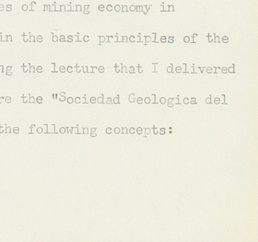 es of mining economy in
in the basic principles of the
ng the lecture that I delivered
re the "Sociedad Geologica del
the following concepts: